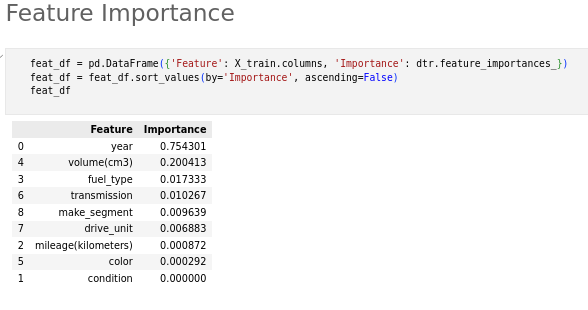 Feature Importance
feat_df = pd.DataFrame({'Feature': X_train.columns, 'Importance': dtr.feature_importances_})
feat_df = feat_df.sort_values(by='Importance', ascending=False)
feat_df
Feature Importance
0 year 0.754301
4 volume(cm3) 0.200413
3 fuel_type 0.017333
6 transmission 0.010267
8 make_segment 0.009639
7 drive_unit 0.006883
2 mileage(kilometers) 0.000872
5 color 0.000292
1 condition 0.000000